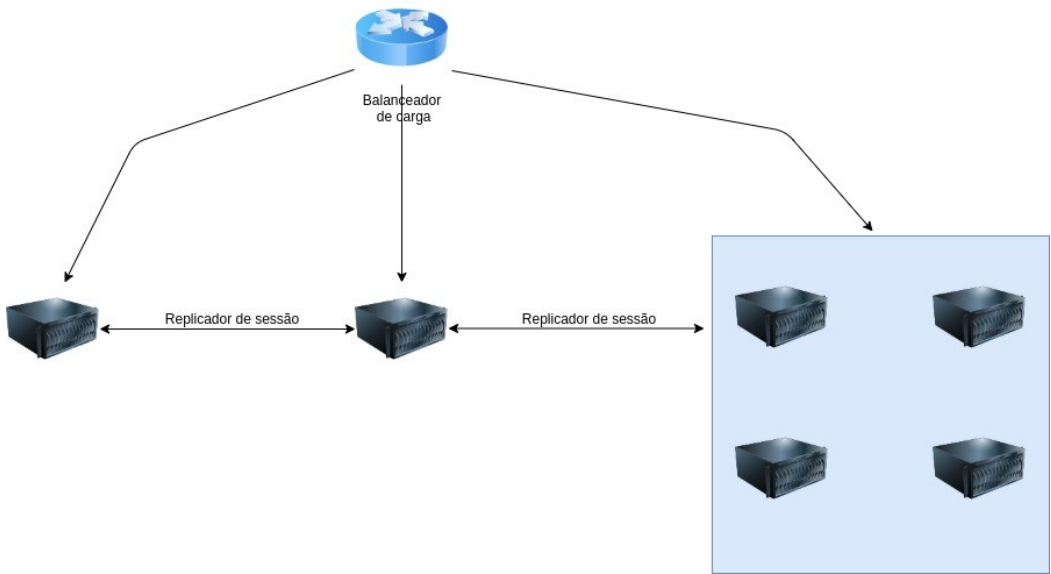 Balanceador
de carga
Replicador de sessão
Replicador de sessão